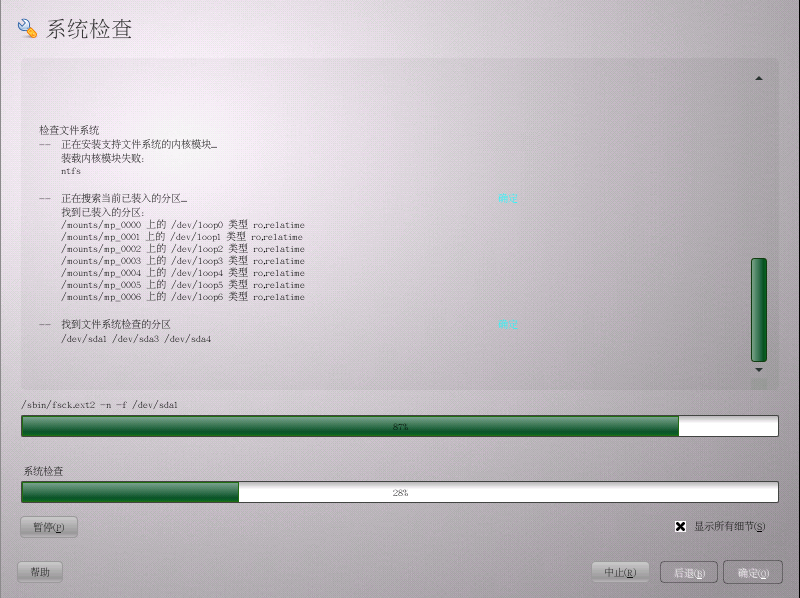 系统检查
检查文件系统
-- 正在安装支持文件系统的内核模块...
装载内核模块失败:
ntfs
-- 正在搜索当前已装入的分区...
找到已装入的分区:
/mounts/mp_0000 上的 /dev/loop0 类型 ro,relatime
/mounts/mp_0001 上的 /dev/loop1 类型 ro,relatime
/mounts/mp_0002 上的 /dev/loop2 类型 ro,relatime
/mounts/mp_0003 上的 /dev/loop3 类型 ro,relatime
/mounts/mp_0004 上的 /dev/loop4 类型 ro,relatime
/mounts/mp_0005 上的 /dev/loop5 类型 ro,relatime
/mounts/mp_0006 上的 /dev/loop6 类型 ro,relatime
-- 找到文件系统检查的分区
/dev/sda1 /dev/sda3 /dev/sda4
/sbin/fsck.ext2 -n -f /dev/sda1
87%
系统检查
28%
暂停(P) 显示所有细节(S)
帮助 中止(R) 后退(B) 确定(O)